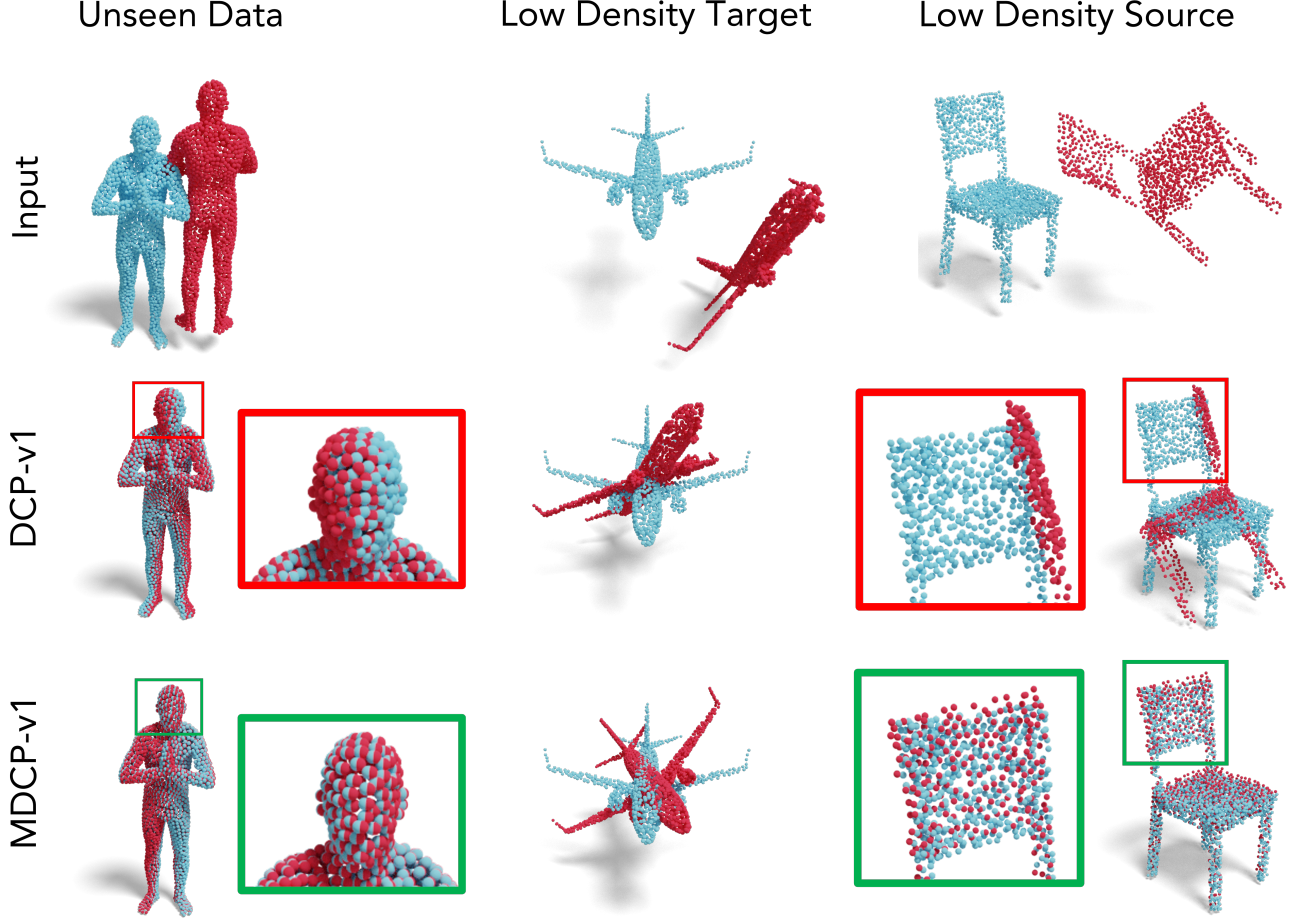 Unseen Data
Low Density Target
Low Density Source
Input
DCP-v1
MDCP-v1